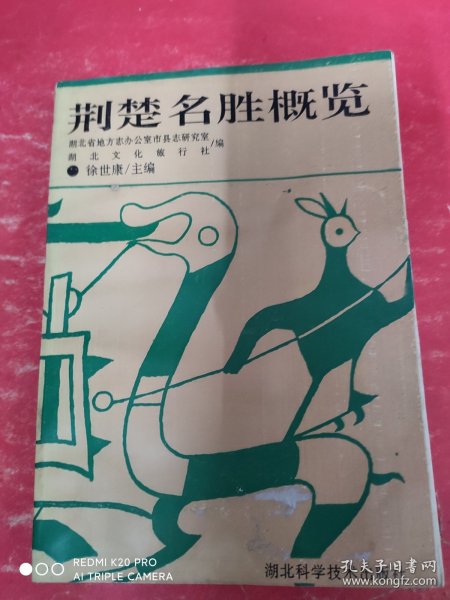 荆楚名胜概览
湖北省地方志办公室市县志研究室
湖北文化旅行社/编
徐世康/主编
湖北科学技术
REDMI K20 PRO
AI TRIPLE CAMERA
孔夫子旧书网
kongfz.com